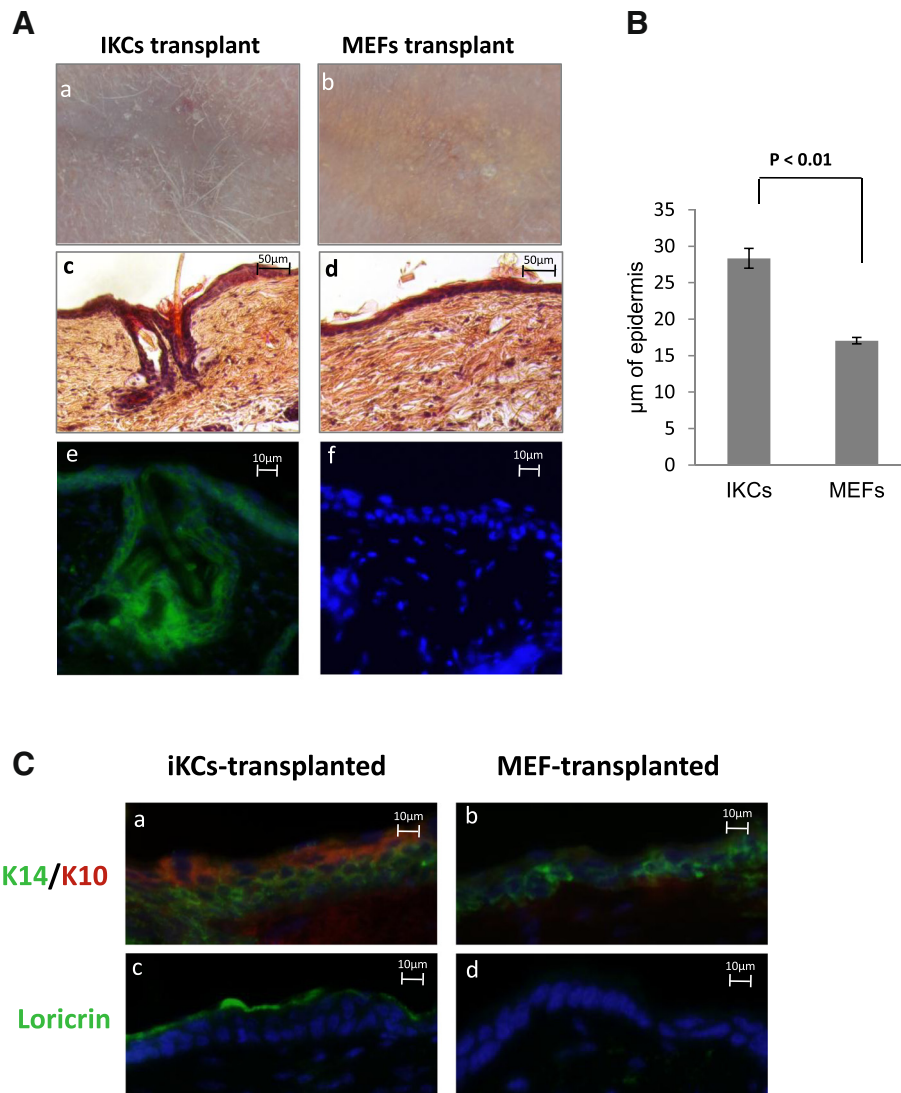 A
IKCs transplant MEFs transplant
a b
c 50µm d 50µm
e 10µm f 10µm
B
P < 0.01
35
30
25
20
15
10
5
0
µm of epidermis
IKCs MEFs
C
iKCs-transplanted MEF-transplanted
K14/K10
a 10µm b 10µm
Loricrin
c 10µm d 10µm